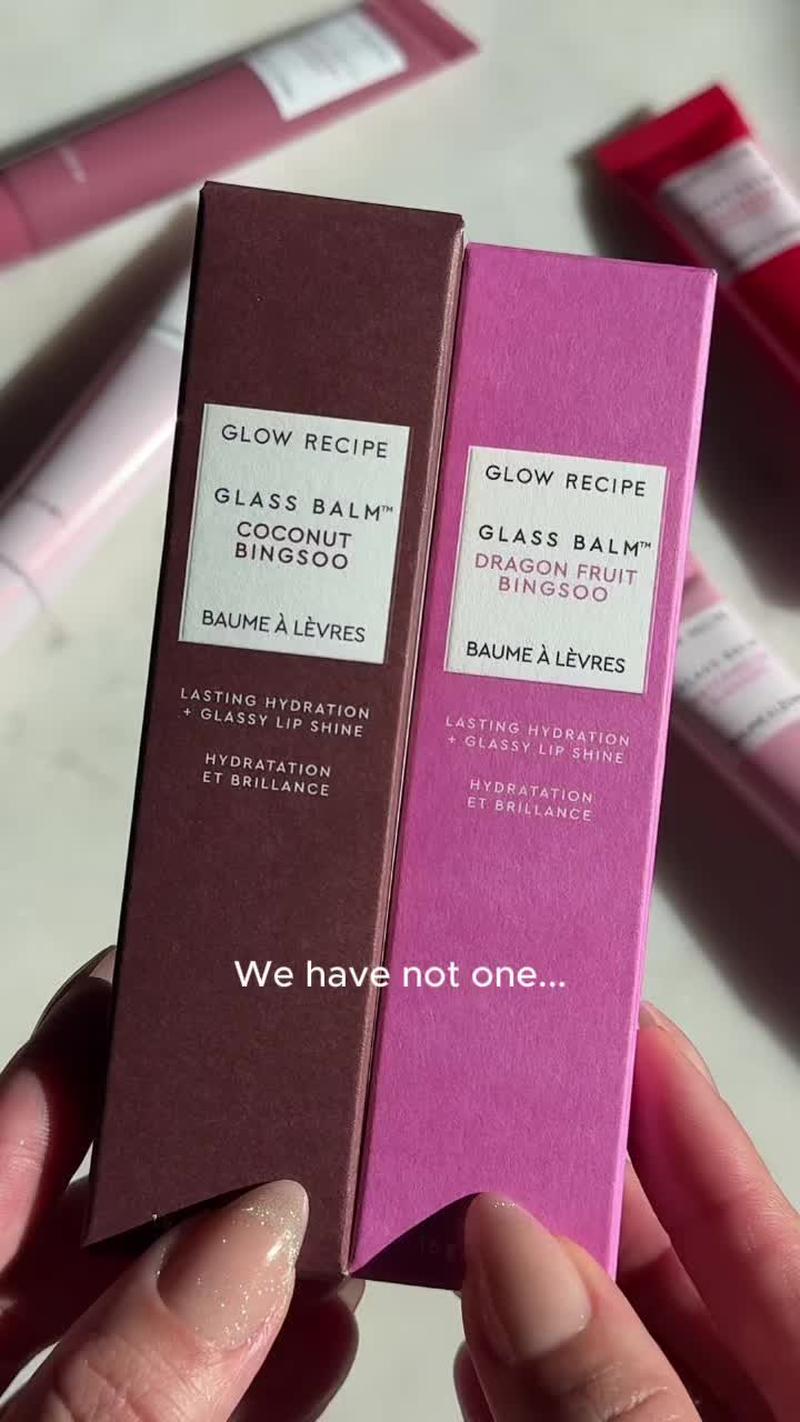 GLOW RECIPE
GLASS BALM™
COCONUT
BINGSOO
BAUME À LÈVRES
LASTING HYDRATION
+ GLASSY LIP SHINE
HYDRATATION
ET BRILLANCE
GLOW RECIPE
GLASS BALM™
DRAGON FRUIT
BINGSOO
BAUME À LÈVRES
LASTING HYDRATION
+ GLASSY LIP SHINE
HYDRATATION
ET BRILLANCE
We have not one...